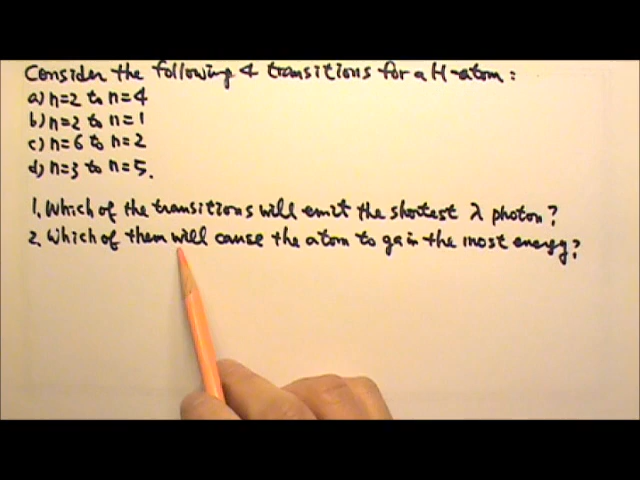 Consider the following 4 transitions for a H-atom:
a) n=2 to n=4
b) n=2 to n=1
c) n=6 to n=2
d) n=3 to n=5.
1. Which of the transitions will emit the shortest λ photon?
2. Which of them will cause the atom to gain the most energy?